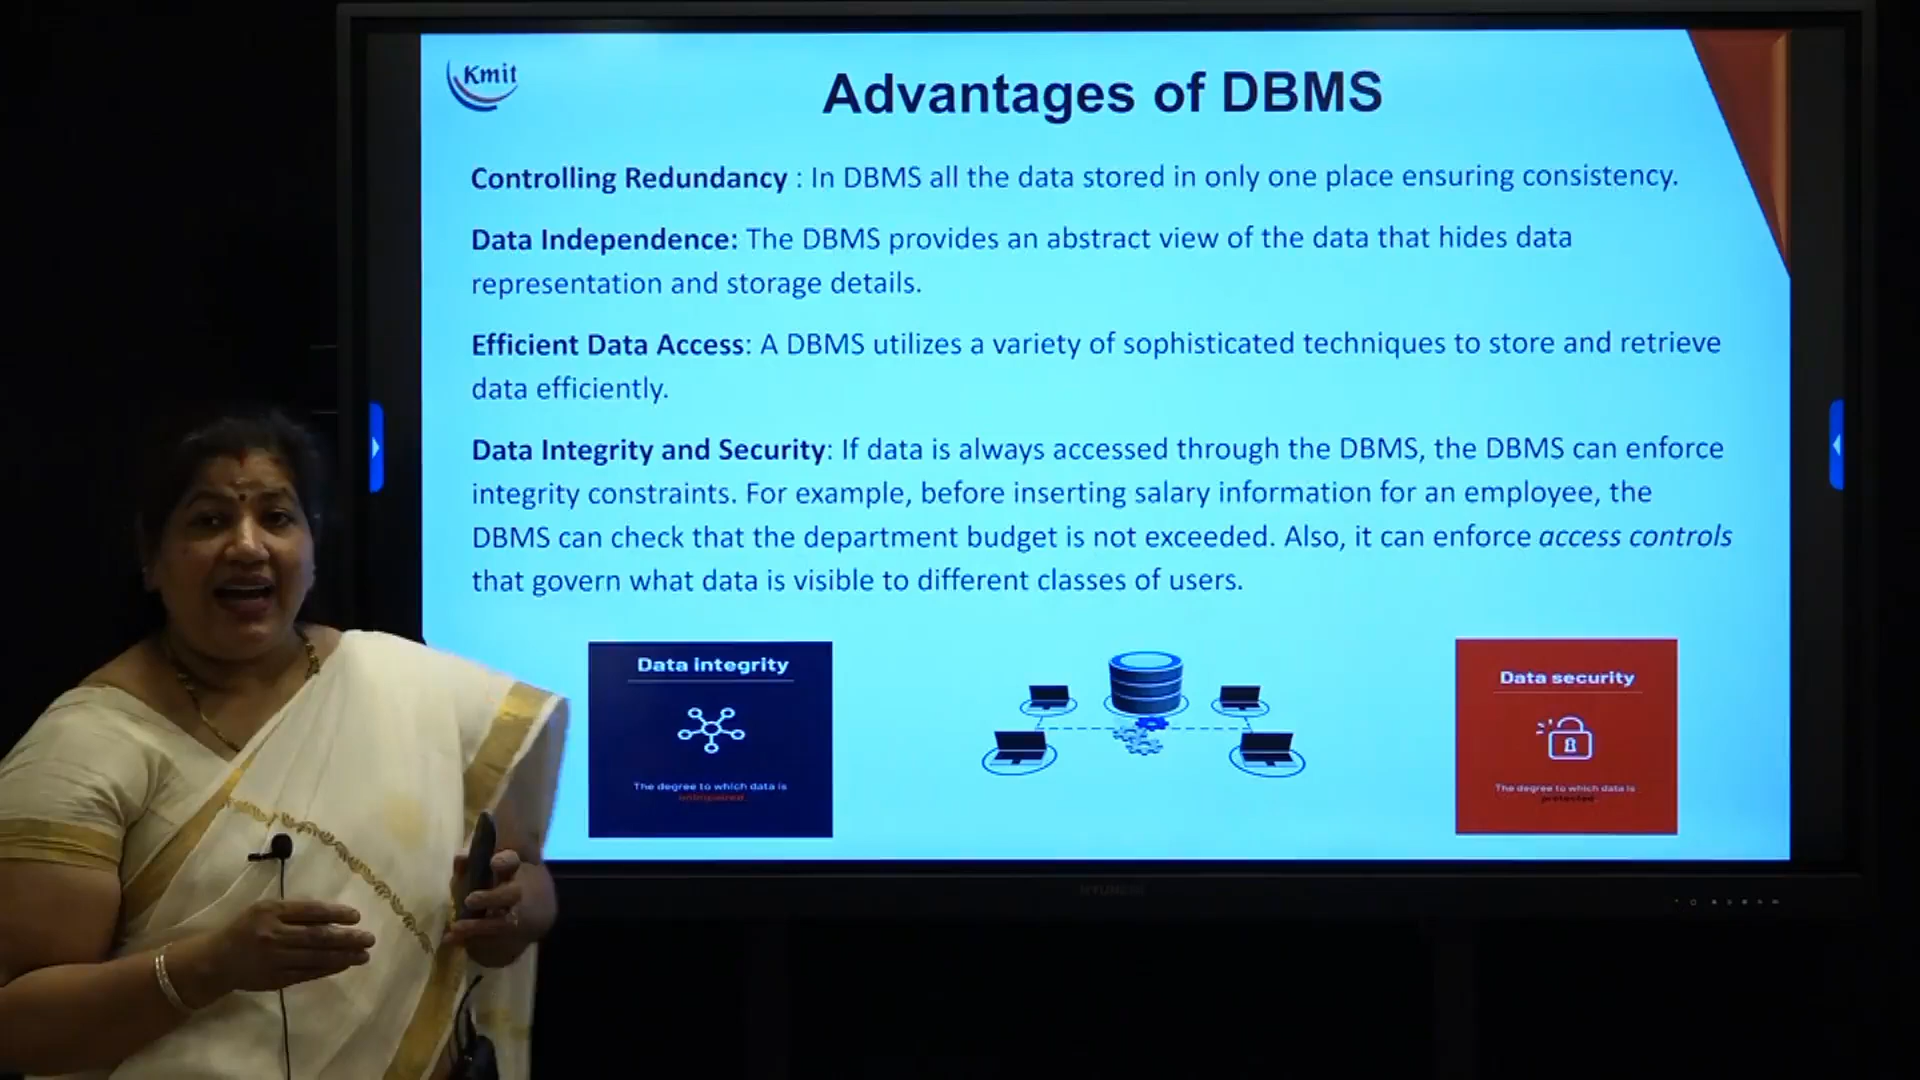 Kmit
Advantages of DBMS
Controlling Redundancy : In DBMS all the data stored in only one place ensuring consistency.
Data Independence: The DBMS provides an abstract view of the data that hides data
representation and storage details.
Efficient Data Access: A DBMS utilizes a variety of sophisticated techniques to store and retrieve
data efficiently.
Data Integrity and Security: If data is always accessed through the DBMS, the DBMS can enforce
integrity constraints. For example, before inserting salary information for an employee, the
DBMS can check that the department budget is not exceeded. Also, it can enforce access controls
that govern what data is visible to different classes of users.
Data integrity
The degree to which data is
unimpaired
Data security
The degree to which data is
protected